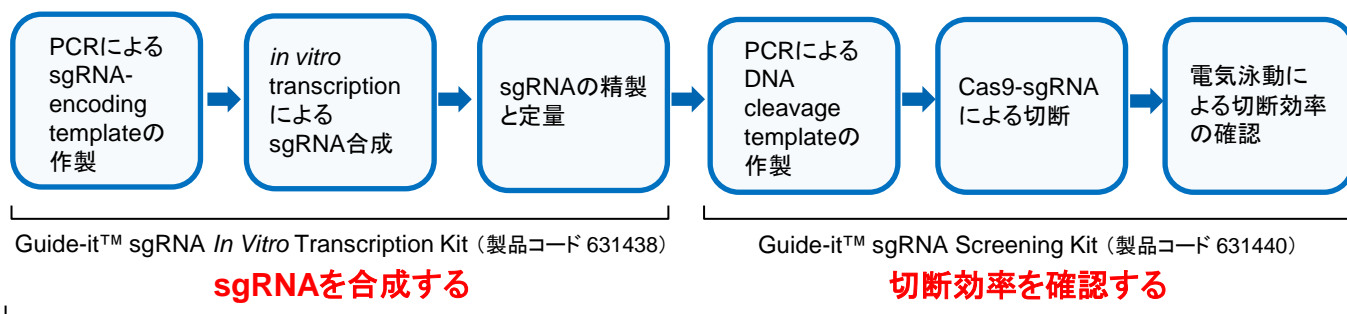 PCRによる
sgRNA-
encoding
templateの
作製
in vitro
transcription
による
sgRNA合成
sgRNAの精製
と定量
PCRによる
DNA
cleavage
templateの
作製
Cas9-sgRNA
による切断
電気泳動に
よる切断効率
の確認
Guide-it™ sgRNA In Vitro Transcription Kit（製品コード 631438）
Guide-it™ sgRNA Screening Kit（製品コード 631440）
sgRNAを合成する
切断効率を確認する